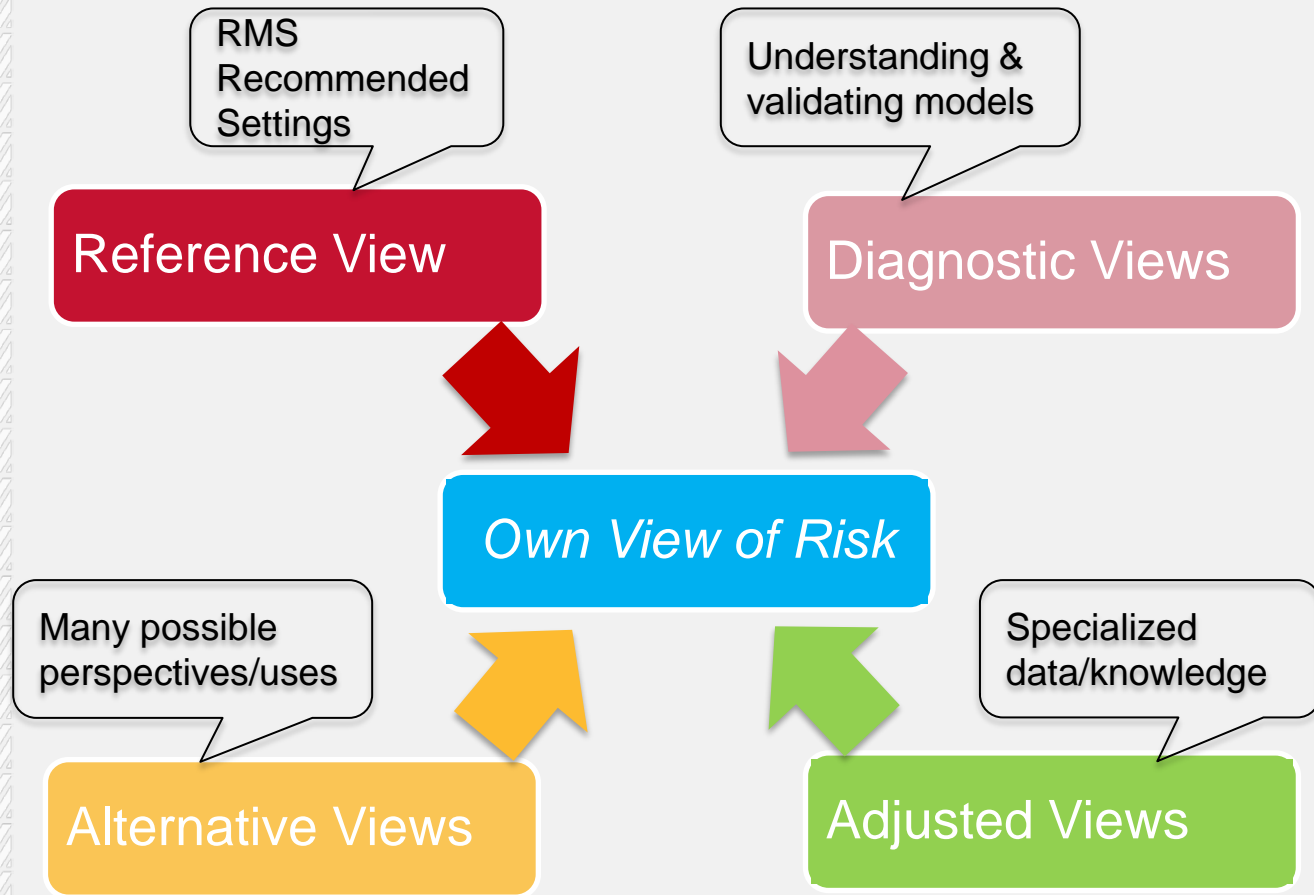 RMS
Recommended
Settings
Understanding &
validating models
Reference View
Diagnostic Views
Own View of Risk
Many possible
perspectives/uses
Specialized
data/knowledge
Alternative Views
Adjusted Views